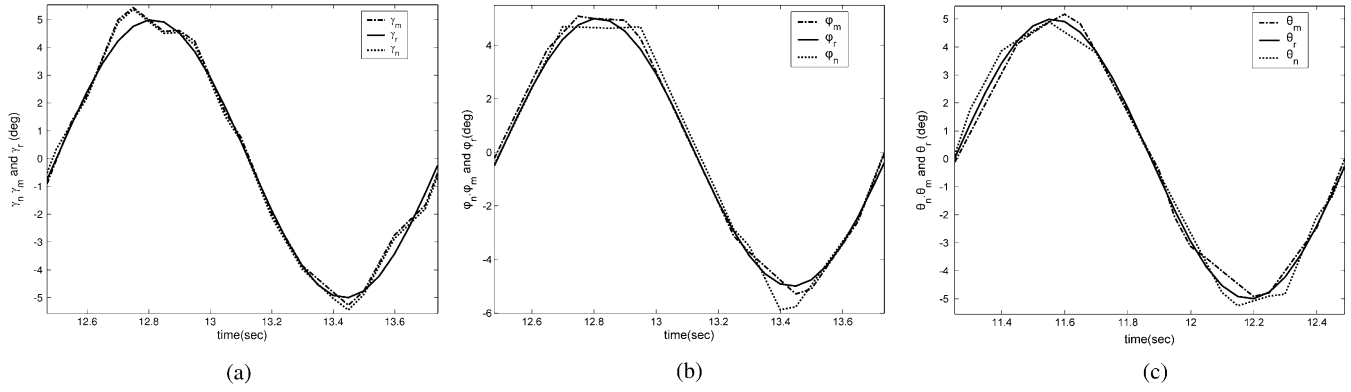 γm
γr
γn
5
4
3
2
1
0
-1
-2
-3
-4
-5
γn, γm and γr (deg)
12.6 12.8 13 13.2 13.4 13.6
time(sec)
(a)
φm
φr
φn
4
2
0
-2
-4
-6
φn, φm and φr (deg)
12.6 12.8 13 13.2 13.4 13.6
time(sec)
(b)
θm
θr
θn
5
4
3
2
1
0
-1
-2
-3
-4
-5
θn, θm and θr (deg)
11.4 11.6 11.8 12 12.2 12.4
time(sec)
(c)